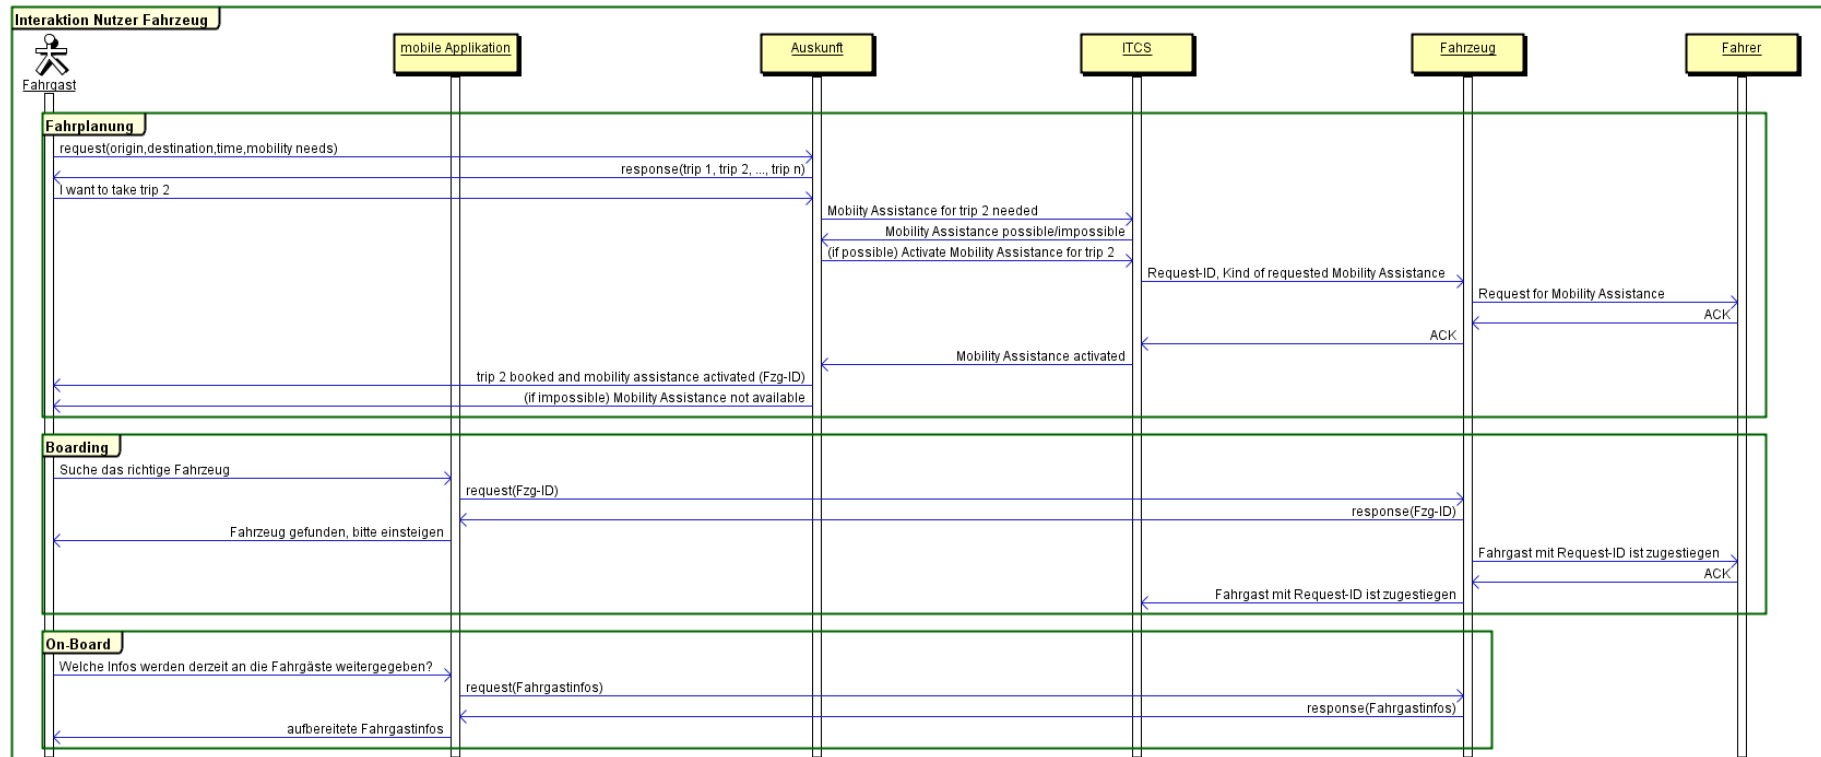 Interaktion Nutzer Fahrzeug
Fahrgast
mobile Applikation
Auskunft
ITCS
Fahrzeug
Fahrer
Fahrplanung
request(origin,destination,time,mobility needs)
response(trip 1, trip 2, ..., trip n)
I want to take trip 2
Mobiity Assistance for trip 2 needed
Mobility Assistance possible/impossible
(if possible) Activate Mobility Assistance for trip 2
Request-ID, Kind of requested Mobility Assistance
Request for Mobility Assistance
ACK
ACK
Mobility Assistance activated
trip 2 booked and mobility assistance activated (Fzg-ID)
(if impossible) Mobility Assistance not available
Boarding
Suche das richtige Fahrzeug
request(Fzg-ID)
response(Fzg-ID)
Fahrzeug gefunden, bitte einsteigen
Fahrgast mit Request-ID ist zugestiegen
ACK
Fahrgast mit Request-ID ist zugestiegen
On-Board
Welche Infos werden derzeit an die Fahrgäste weitergegeben?
request(Fahrgastinfos)
response(Fahrgastinfos)
aufbereitete Fahrgastinfos